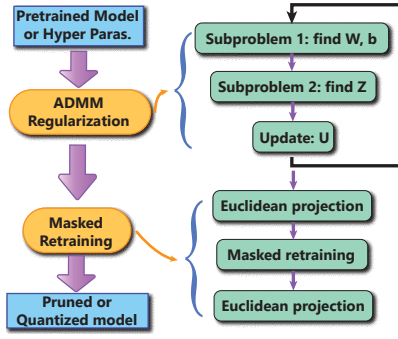 Pretrained Model
or Hyper Paras.
ADMM
Regularization
Masked
Retraining
Pruned or
Quantized model
Subproblem 1: find W, b
Subproblem 2: find Z
Update: U
Euclidean projection
Masked retraining
Euclidean projection